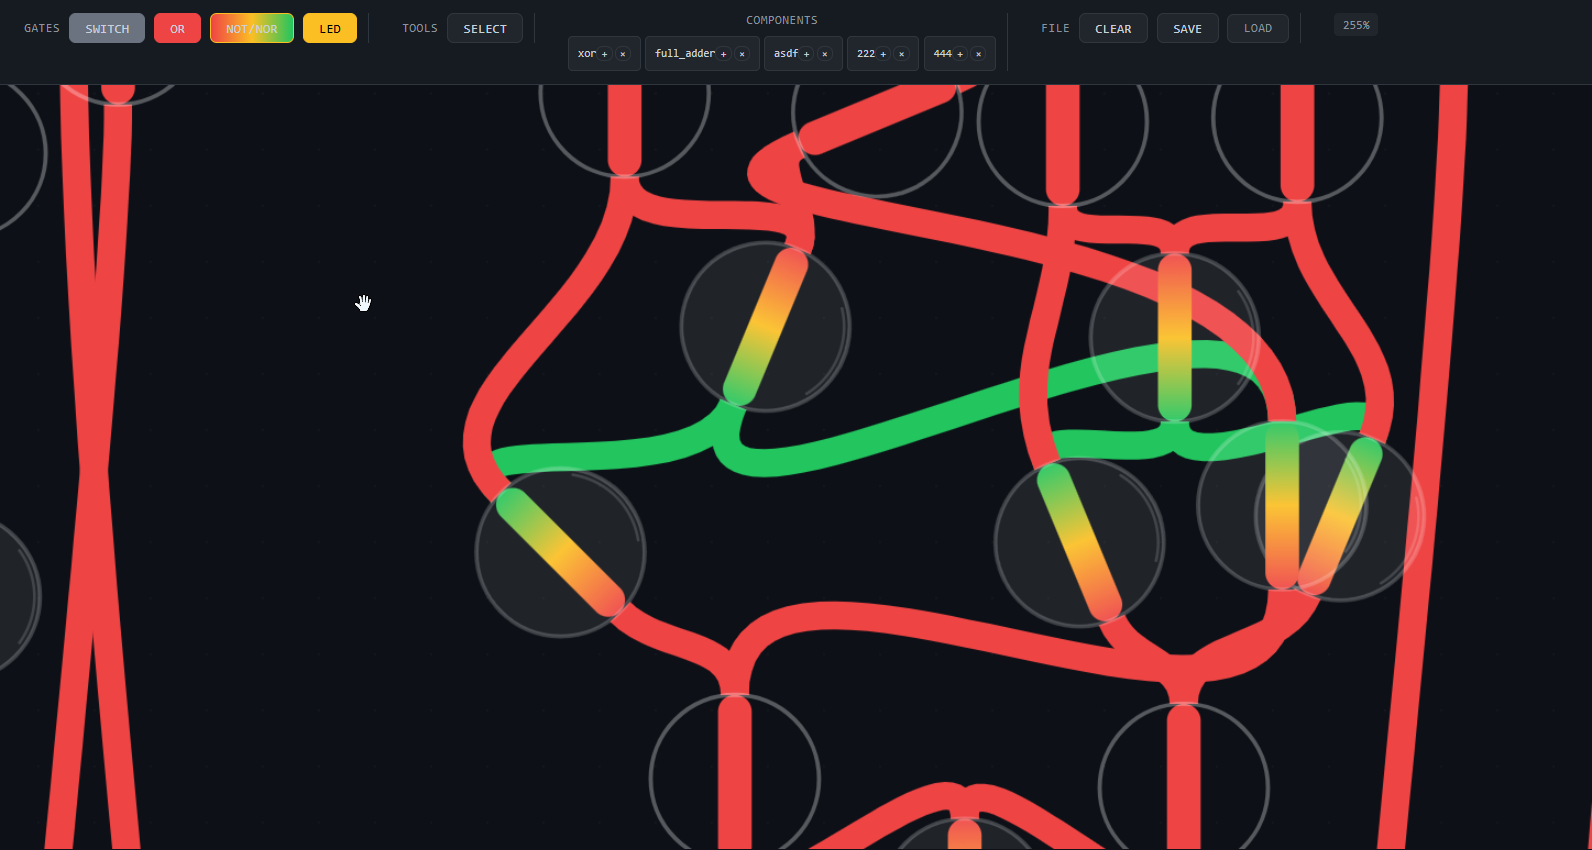 GATES SWITCH OR NOT/NOR LED TOOLS SELECT COMPONENTS FILE CLEAR SAVE LOAD 255%
xor + × full_adder + × asdf + × 222 + × 444 + ×